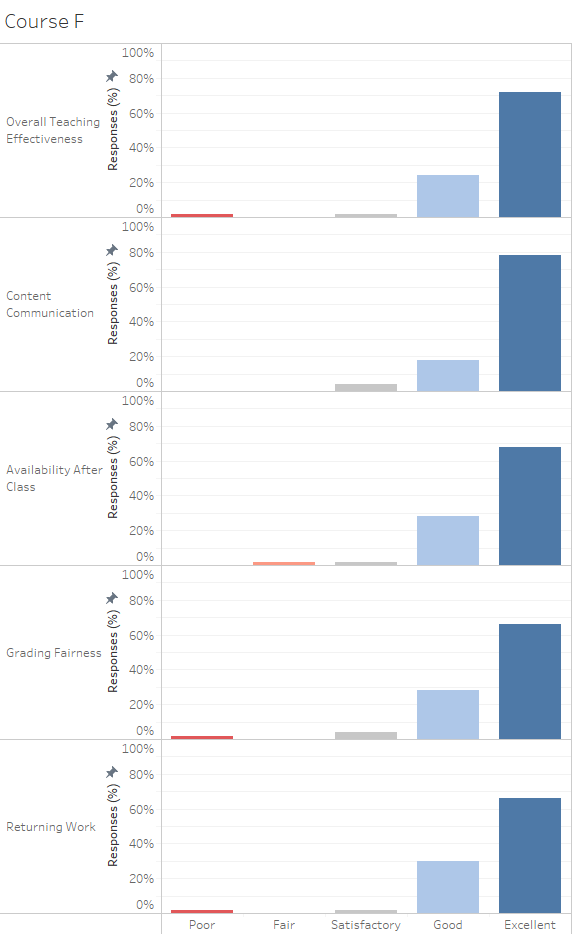 Course F
Overall Teaching
Effectiveness
Responses (%)
100%
80%
60%
40%
20%
0%
Content
Communication
Responses (%)
100%
80%
60%
40%
20%
0%
Availability After
Class
Responses (%)
100%
80%
60%
40%
20%
0%
Grading Fairness
Responses (%)
100%
80%
60%
40%
20%
0%
Returning Work
Responses (%)
100%
80%
60%
40%
20%
0%
Poor Fair Satisfactory Good Excellent